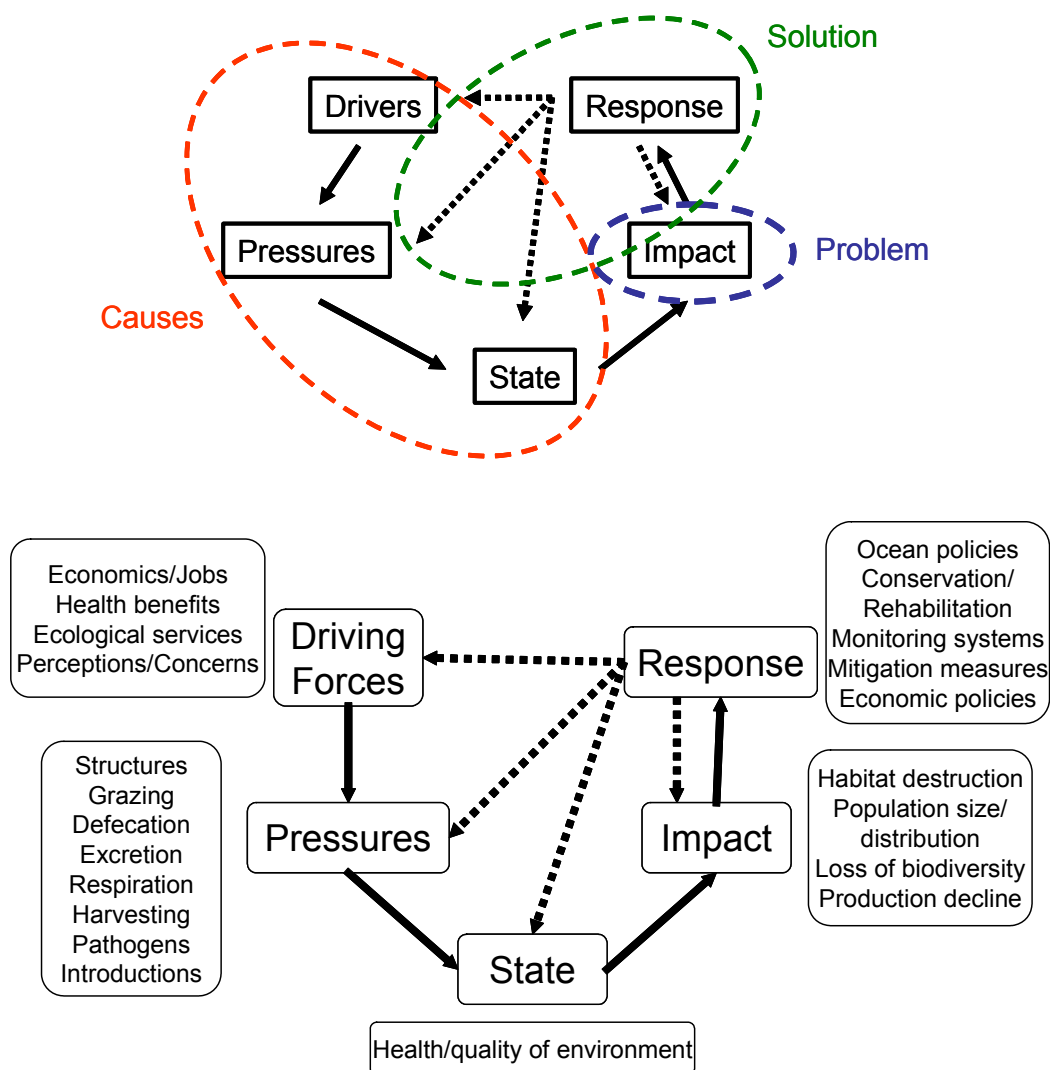 Solution
Drivers
Response
Pressures
Impact
Problem
Causes
State
Economics/Jobs
Health benefits
Ecological services
Perceptions/Concerns
Driving
Forces
Response
Ocean policies
Conservation/
Rehabilitation
Monitoring systems
Mitigation measures
Economic policies
Structures
Grazing
Defecation
Excretion
Respiration
Harvesting
Pathogens
Introductions
Pressures
Impact
Habitat destruction
Population size/
distribution
Loss of biodiversity
Production decline
State
Health/quality of environment